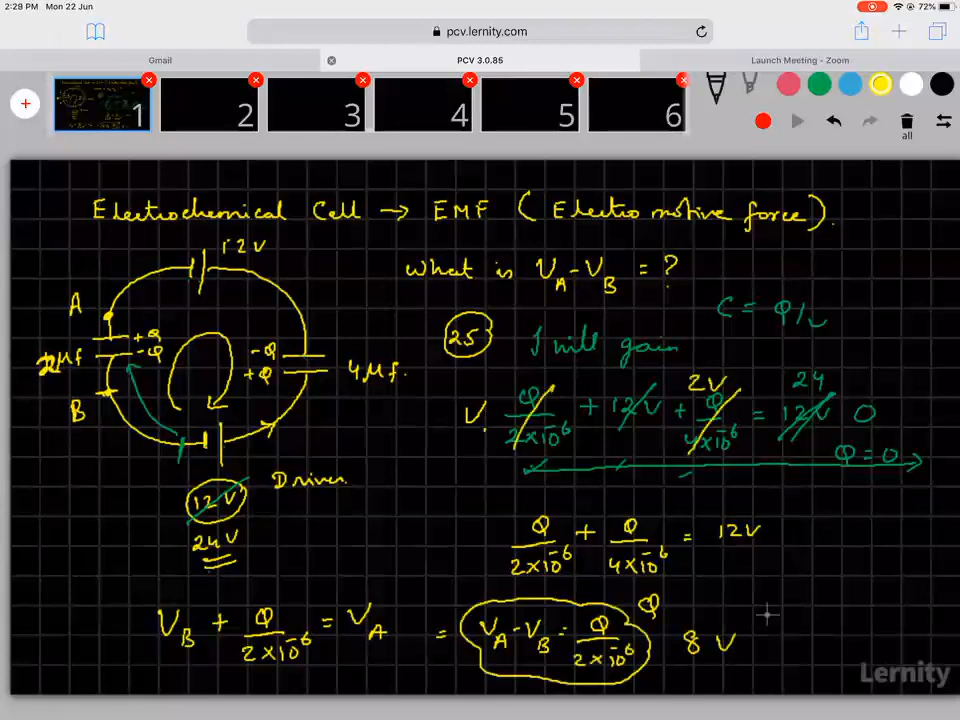 2:29 PM Mon 22 Jun
72%
pcv.lernity.com
Gmail
PCV 3.0.85
Launch Meeting - Zoom
1 2 3 4 5 6
all
Electrochemical Cell → EMF (Electro motive force).
12V
What is V_A - V_B = ?
A
C = Q/V
25
I will gain
+Q
-Q
2μf
-Q
+Q
4μf.
B
2V
24
V. Q/2×10^-6 + 12V + Q/4×10^-6 = 12V 0
Q = 0
Driver
12V
24V
Q/2×10^-6 + Q/4×10^-6 = 12V
V_B + Q/2×10^-6 = V_A
= V_A - V_B = Q/2×10^-6
Q
8 V
Lernity